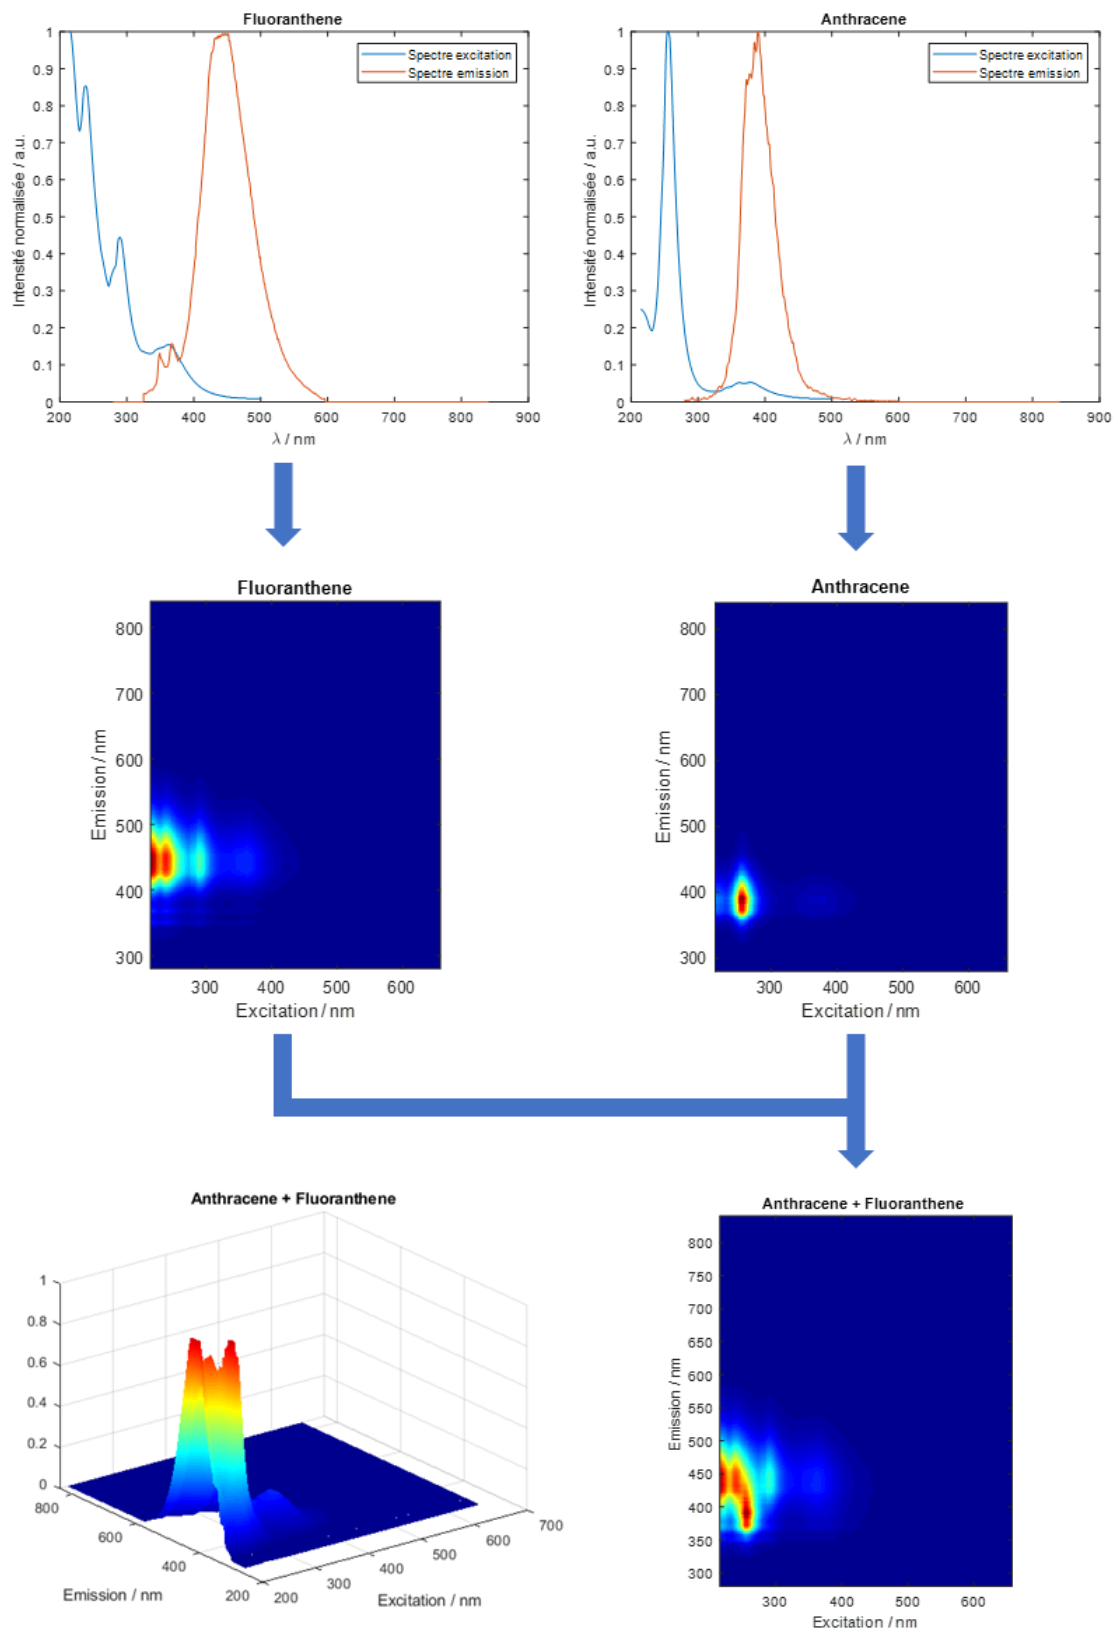 Fluoranthene
1
0.9
0.8
0.7
0.6
0.5
0.4
0.3
0.2
0.1
0
Intensité normalisée / a.u.
Spectre excitation
Spectre emission
200 300 400 500 600 700 800 900
λ / nm
Anthracene
1
0.9
0.8
0.7
0.6
0.5
0.4
0.3
0.2
0.1
0
Intensité normalisée / a.u.
Spectre excitation
Spectre emission
200 300 400 500 600 700 800 900
λ / nm
Fluoranthene
800
700
600
500
400
300
Emission / nm
300 400 500 600
Excitation / nm
Anthracene
800
700
600
500
400
300
Emission / nm
300 400 500 600
Excitation / nm
Anthracene + Fluoranthene
1
0.8
0.6
0.4
0.2
0
800
600
400
200
Emission / nm
200
300
400
500
600
700
Excitation / nm
Anthracene + Fluoranthene
800
750
700
650
600
550
500
450
400
350
300
Emission / nm
300 400 500 600
Excitation / nm